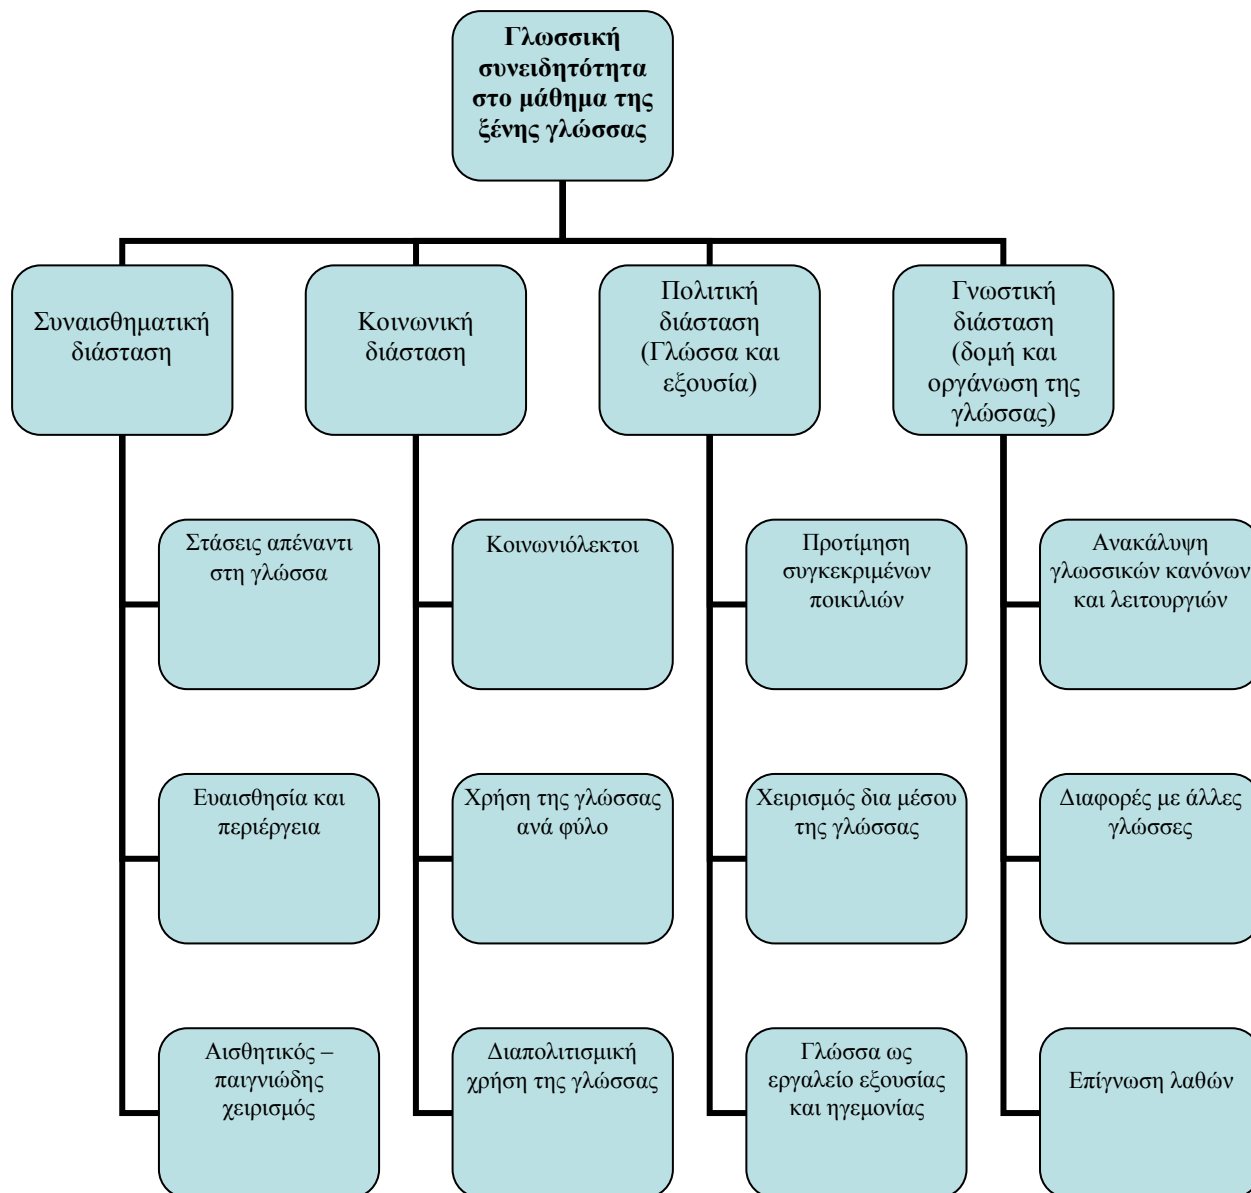 Γλωσσική
συνειδητότητα
στο μάθημα της
ξένης γλώσσας
Συναισθηματική
διάσταση
Κοινωνική
διάσταση
Πολιτική
διάσταση
(Γλώσσα και
εξουσία)
Γνωστική
διάσταση
(δομή και
οργάνωση της
γλώσσας)
Στάσεις απέναντι
στη γλώσσα
Κοινωνιόλεκτοι
Προτίμηση
συγκεκριμένων
ποικιλιών
Ανακάλυψη
γλωσσικών κανόνων
και λειτουργιών
Ευαισθησία και
περιέργεια
Χρήση της γλώσσας
ανά φύλο
Χειρισμός δια μέσου
της γλώσσας
Διαφορές με άλλες
γλώσσες
Αισθητικός –
παιγνιώδης
χειρισμός
Διαπολιτισμική
χρήση της γλώσσας
Γλώσσα ως
εργαλείο εξουσίας
και ηγεμονίας
Επίγνωση λαθών